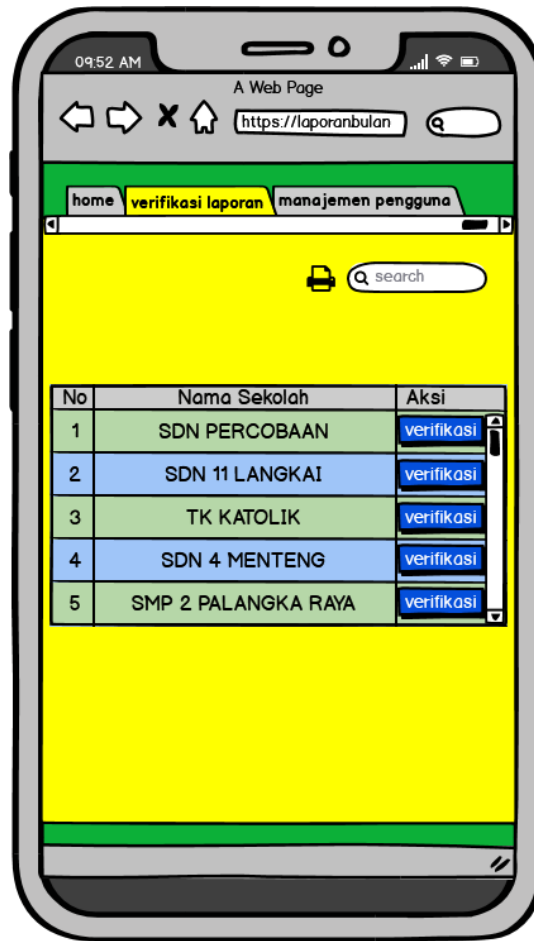 09:52 AM
A Web Page
https://laporanbulan
home verifikasi laporan manajemen pengguna
search
No Nama Sekolah Aksi
1 SDN PERCOBAAN verifikasi
2 SDN 11 LANGKAI verifikasi
3 TK KATOLIK verifikasi
4 SDN 4 MENTENG verifikasi
5 SMP 2 PALANGKA RAYA verifikasi